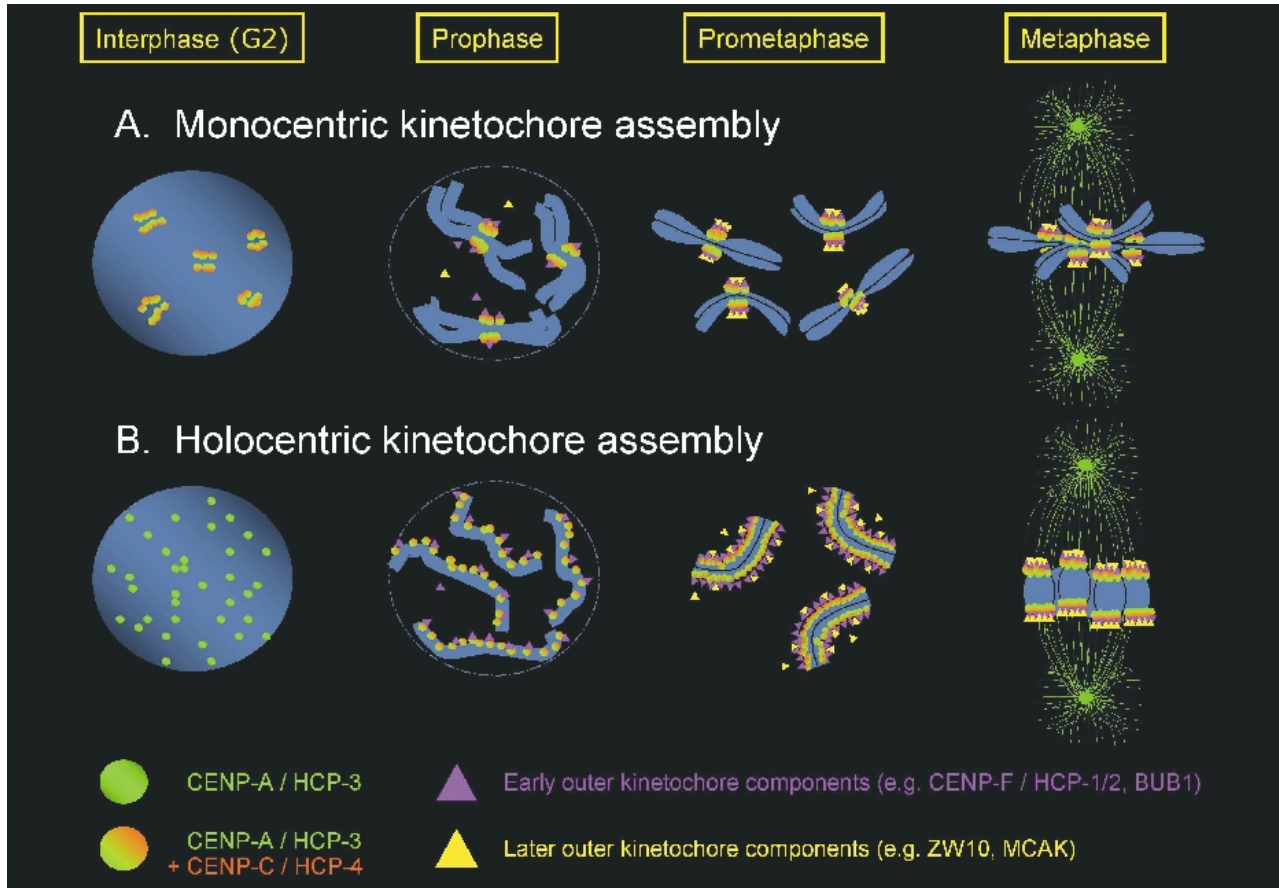 Interphase (G2)
Prophase
Prometaphase
Metaphase
A. Monocentric kinetochore assembly
B. Holocentric kinetochore assembly
CENP-A / HCP-3
Early outer kinetochore components (e.g. CENP-F / HCP-1/2, BUB1)
CENP-A / HCP-3
+ CENP-C / HCP-4
Later outer kinetochore components (e.g. ZW10, MCAK)